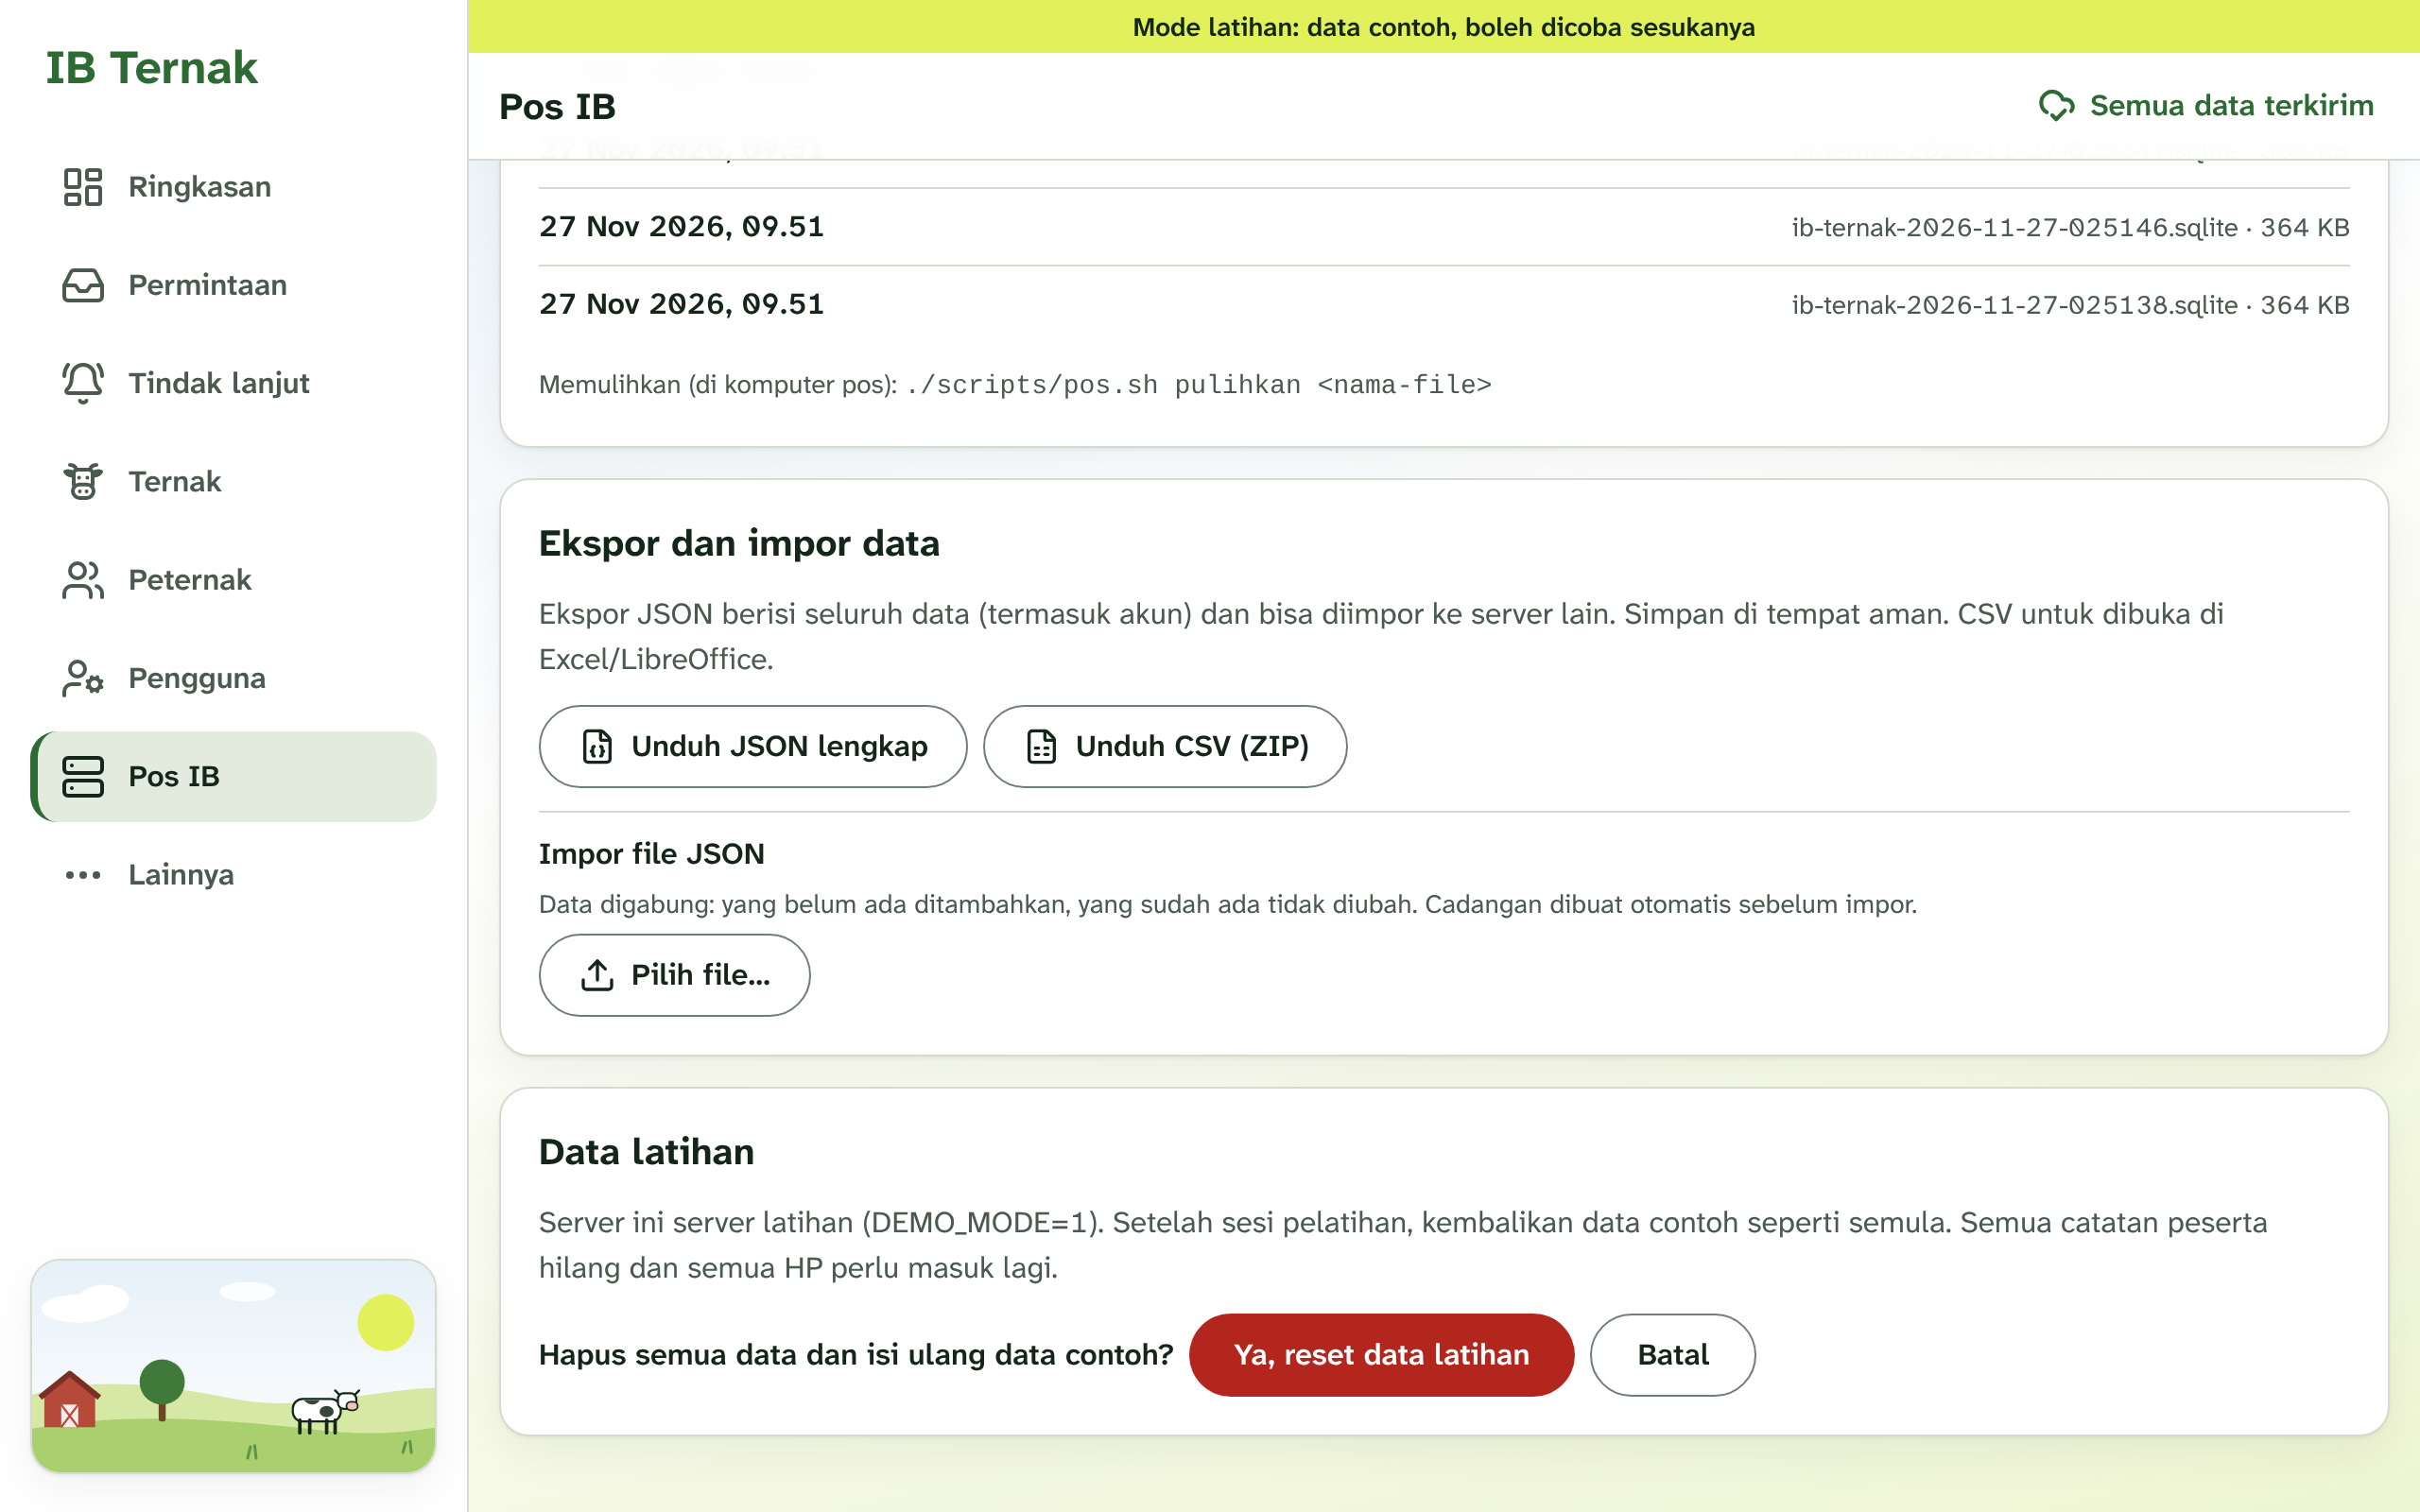 IB Ternak
Ringkasan
Permintaan
Tindak lanjut
Ternak
Peternak
Pengguna
Pos IB
Lainnya
Mode latihan: data contoh, boleh dicoba sesukanya
Pos IB
Semua data terkirim
27 Nov 2026, 09.51
27 Nov 2026, 09.51
ib-ternak-2026-11-27-025146.sqlite · 364 KB
27 Nov 2026, 09.51
ib-ternak-2026-11-27-025138.sqlite · 364 KB
Memulihkan (di komputer pos): ./scripts/pos.sh pulihkan <nama-file>
Ekspor dan impor data
Ekspor JSON berisi seluruh data (termasuk akun) dan bisa diimpor ke server lain. Simpan di tempat aman. CSV untuk dibuka di
Excel/LibreOffice.
Unduh JSON lengkap
Unduh CSV (ZIP)
Impor file JSON
Data digabung: yang belum ada ditambahkan, yang sudah ada tidak diubah. Cadangan dibuat otomatis sebelum impor.
Pilih file...
Data latihan
Server ini server latihan (DEMO_MODE=1). Setelah sesi pelatihan, kembalikan data contoh seperti semula. Semua catatan peserta
hilang dan semua HP perlu masuk lagi.
Hapus semua data dan isi ulang data contoh?
Ya, reset data latihan
Batal